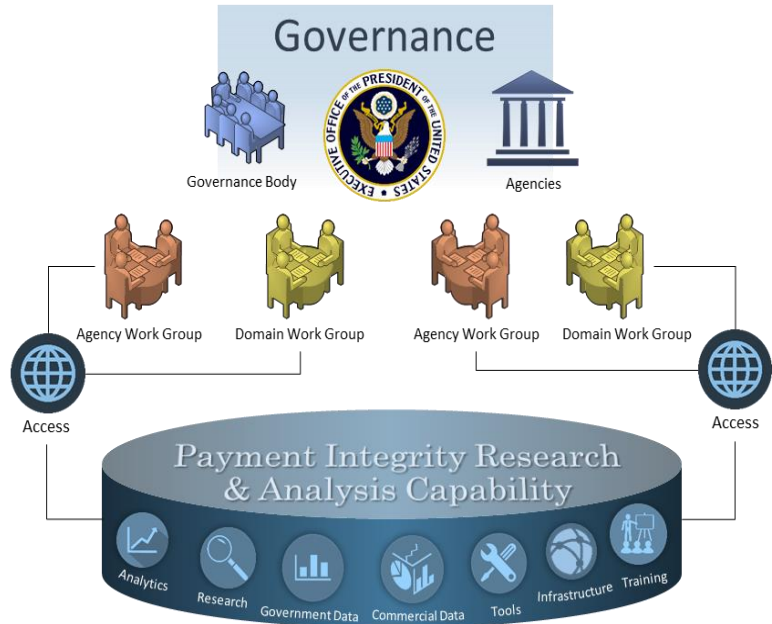 Governance
EXECUTIVE OFFICE OF THE PRESIDENT OF THE UNITED STATES
Governance Body
Agencies
Agency Work Group
Domain Work Group
Agency Work Group
Domain Work Group
Access
Access
Payment Integrity Research
& Analysis Capability
Analytics
Research
Government Data
Commercial Data
Tools
Infrastructure
Training